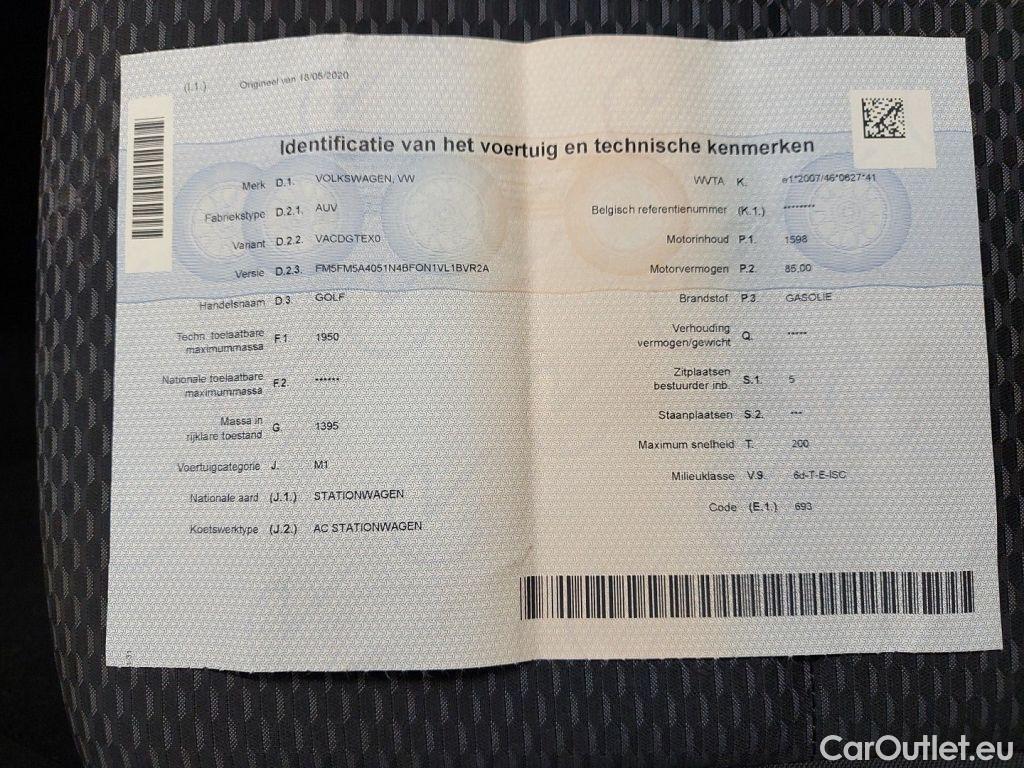 (I.1.) Origineel van 18/05/2020
Identificatie van het voertuig en technische kenmerken
Merk D.1. VOLKSWAGEN, VW
Fabriekstype D.2.1. AUV
Variant D.2.2. VACDGTEX0
Versie D.2.3. FM5FM5A4051N4BFON1VL1BVR2A
Handelsnaam D.3. GOLF
Techn. toelaatbare
maximummassa F.1 1950
Nationale toelaatbare
maximummassa F.2. ******
Massa in
rijklare toestand G. 1395
Voertuigcategorie J. M1
Nationale aard (J.1.) STATIONWAGEN
Koetswerktype (J.2.) AC STATIONWAGEN
WVTA K. e1*2007/46*0627*41
Belgisch referentienummer (K.1.) ********
Motorinhoud P.1. 1598
Motorvermogen P.2. 85,00
Brandstof P.3 GASOLIE
Verhouding
vermogen/gewicht Q. *****
Zitplaatsen
bestuurder inb. S.1. 5
Staanplaatsen S.2. ***
Maximum snelheid T. 200
Milieuklasse V.9. 6d-T-E-ISC
Code (E.1.) 693
CarOutlet.eu